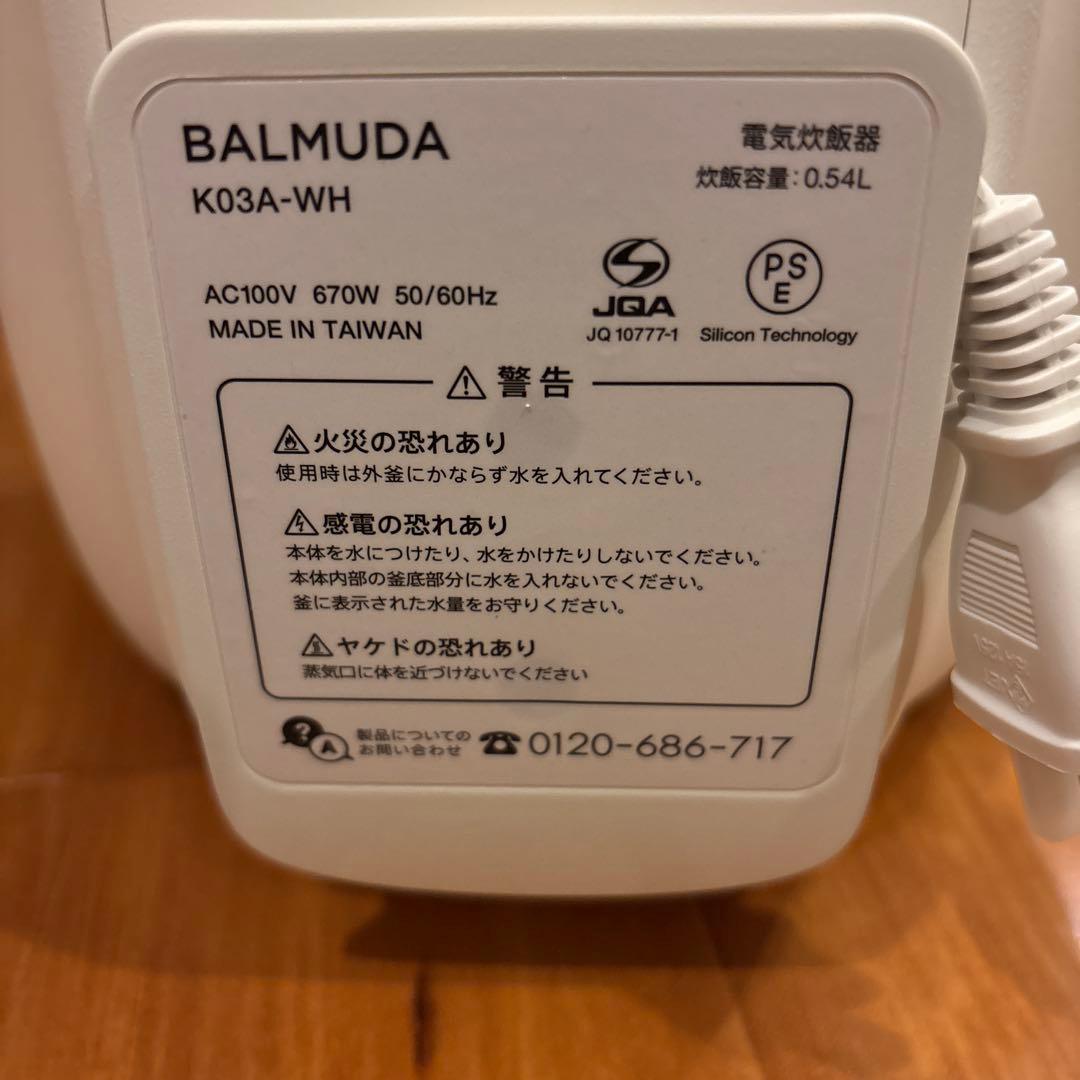 BALMUDA
電気炊飯器
K03A-WH
炊飯容量:0.54L
AC100V 670W 50/60Hz
MADE IN TAIWAN
JQA
JQ 10777-1
PSE
Silicon Technology
警告
火災の恐れあり
使用時は外釜にかならず水を入れてください。
感電の恐れあり
本体を水につけたり、水をかけたりしないでください。
本体内部の釜底部分に水を入れないでください。
釜に表示された水量をお守りください。
ヤケドの恐れあり
蒸気口に体を近づけないでください
? A
製品についての
お問い合わせ
0120-686-717